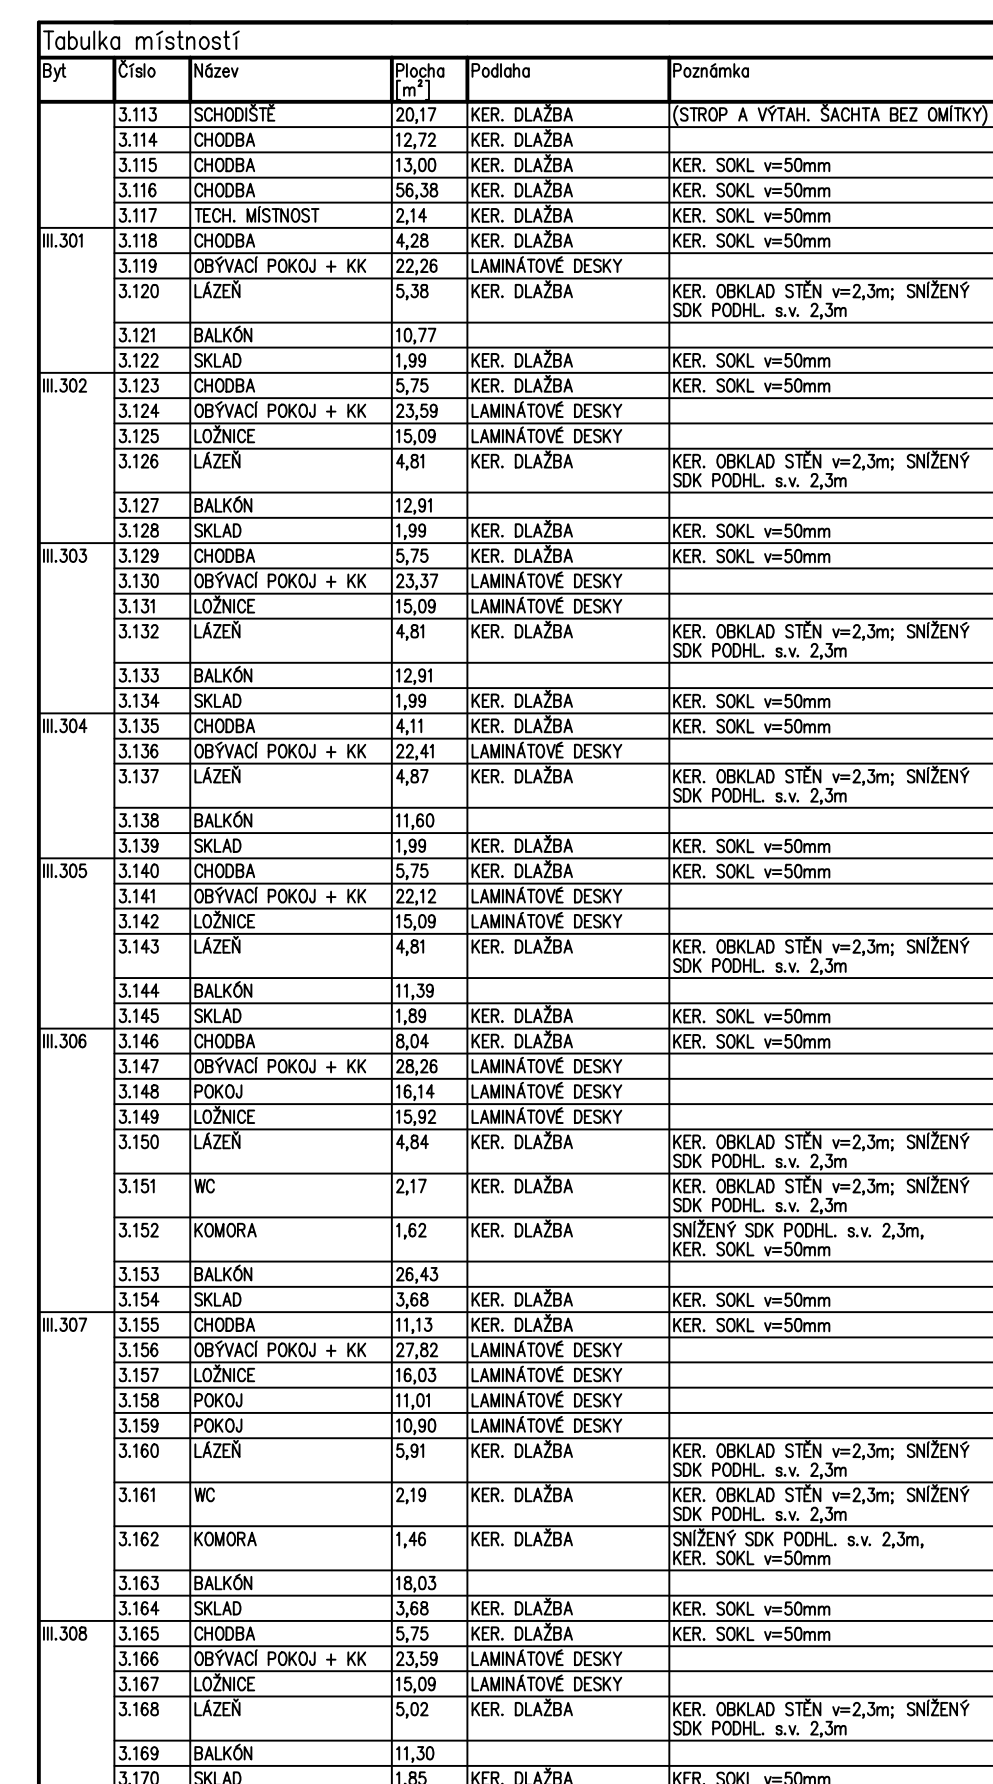 Tabulka místností
Byt Číslo Název Plocha [m²] Podlaha Poznámka
3.113 SCHODIŠTĚ 20,17 KER. DLAŽBA (STROP A VÝTAH. ŠACHTA BEZ OMÍTKY)
3.114 CHODBA 12,72 KER. DLAŽBA
3.115 CHODBA 13,00 KER. DLAŽBA KER. SOKL v=50mm
3.116 CHODBA 56,38 KER. DLAŽBA KER. SOKL v=50mm
3.117 TECH. MÍSTNOST 2,14 KER. DLAŽBA KER. SOKL v=50mm
III.301 3.118 CHODBA 4,28 KER. DLAŽBA KER. SOKL v=50mm
3.119 OBÝVACÍ POKOJ + KK 22,26 LAMINÁTOVÉ DESKY
3.120 LÁZEŇ 5,38 KER. DLAŽBA KER. OBKLAD STĚN v=2,3m; SNÍŽENÝ
SDK PODHL. s.v. 2,3m
3.121 BALKÓN 10,77
3.122 SKLAD 1,99 KER. DLAŽBA KER. SOKL v=50mm
III.302 3.123 CHODBA 5,75 KER. DLAŽBA KER. SOKL v=50mm
3.124 OBÝVACÍ POKOJ + KK 23,59 LAMINÁTOVÉ DESKY
3.125 LOŽNICE 15,09 LAMINÁTOVÉ DESKY
3.126 LÁZEŇ 4,81 KER. DLAŽBA KER. OBKLAD STĚN v=2,3m; SNÍŽENÝ
SDK PODHL. s.v. 2,3m
3.127 BALKÓN 12,91
3.128 SKLAD 1,99 KER. DLAŽBA KER. SOKL v=50mm
III.303 3.129 CHODBA 5,75 KER. DLAŽBA KER. SOKL v=50mm
3.130 OBÝVACÍ POKOJ + KK 23,37 LAMINÁTOVÉ DESKY
3.131 LOŽNICE 15,09 LAMINÁTOVÉ DESKY
3.132 LÁZEŇ 4,81 KER. DLAŽBA KER. OBKLAD STĚN v=2,3m; SNÍŽENÝ
SDK PODHL. s.v. 2,3m
3.133 BALKÓN 12,91
3.134 SKLAD 1,99 KER. DLAŽBA KER. SOKL v=50mm
III.304 3.135 CHODBA 4,11 KER. DLAŽBA KER. SOKL v=50mm
3.136 OBÝVACÍ POKOJ + KK 22,41 LAMINÁTOVÉ DESKY
3.137 LÁZEŇ 4,87 KER. DLAŽBA KER. OBKLAD STĚN v=2,3m; SNÍŽENÝ
SDK PODHL. s.v. 2,3m
3.138 BALKÓN 11,60
3.139 SKLAD 1,99 KER. DLAŽBA KER. SOKL v=50mm
III.305 3.140 CHODBA 5,75 KER. DLAŽBA KER. SOKL v=50mm
3.141 OBÝVACÍ POKOJ + KK 22,12 LAMINÁTOVÉ DESKY
3.142 LOŽNICE 15,09 LAMINÁTOVÉ DESKY
3.143 LÁZEŇ 4,81 KER. DLAŽBA KER. OBKLAD STĚN v=2,3m; SNÍŽENÝ
SDK PODHL. s.v. 2,3m
3.144 BALKÓN 11,39
3.145 SKLAD 1,89 KER. DLAŽBA KER. SOKL v=50mm
III.306 3.146 CHODBA 8,04 KER. DLAŽBA KER. SOKL v=50mm
3.147 OBÝVACÍ POKOJ + KK 28,26 LAMINÁTOVÉ DESKY
3.148 POKOJ 16,14 LAMINÁTOVÉ DESKY
3.149 LOŽNICE 15,92 LAMINÁTOVÉ DESKY
3.150 LÁZEŇ 4,84 KER. DLAŽBA KER. OBKLAD STĚN v=2,3m; SNÍŽENÝ
SDK PODHL. s.v. 2,3m
3.151 WC 2,17 KER. DLAŽBA KER. OBKLAD STĚN v=2,3m; SNÍŽENÝ
SDK PODHL. s.v. 2,3m
3.152 KOMORA 1,62 KER. DLAŽBA SNÍŽENÝ SDK PODHL. s.v. 2,3m,
KER. SOKL v=50mm
3.153 BALKÓN 26,43
3.154 SKLAD 3,68 KER. DLAŽBA KER. SOKL v=50mm
III.307 3.155 CHODBA 11,13 KER. DLAŽBA KER. SOKL v=50mm
3.156 OBÝVACÍ POKOJ + KK 27,82 LAMINÁTOVÉ DESKY
3.157 LOŽNICE 16,03 LAMINÁTOVÉ DESKY
3.158 POKOJ 11,01 LAMINÁTOVÉ DESKY
3.159 POKOJ 10,90 LAMINÁTOVÉ DESKY
3.160 LÁZEŇ 5,91 KER. DLAŽBA KER. OBKLAD STĚN v=2,3m; SNÍŽENÝ
SDK PODHL. s.v. 2,3m
3.161 WC 2,19 KER. DLAŽBA KER. OBKLAD STĚN v=2,3m; SNÍŽENÝ
SDK PODHL. s.v. 2,3m
3.162 KOMORA 1,46 KER. DLAŽBA SNÍŽENÝ SDK PODHL. s.v. 2,3m,
KER. SOKL v=50mm
3.163 BALKÓN 18,03
3.164 SKLAD 3,68 KER. DLAŽBA KER. SOKL v=50mm
III.308 3.165 CHODBA 5,75 KER. DLAŽBA KER. SOKL v=50mm
3.166 OBÝVACÍ POKOJ + KK 23,59 LAMINÁTOVÉ DESKY
3.167 LOŽNICE 15,09 LAMINÁTOVÉ DESKY
3.168 LÁZEŇ 5,02 KER. DLAŽBA KER. OBKLAD STĚN v=2,3m; SNÍŽENÝ
SDK PODHL. s.v. 2,3m
3.169 BALKÓN 11,30
3.170 SKLAD 1,85 KER. DLAŽBA KER. SOKL v=50mm